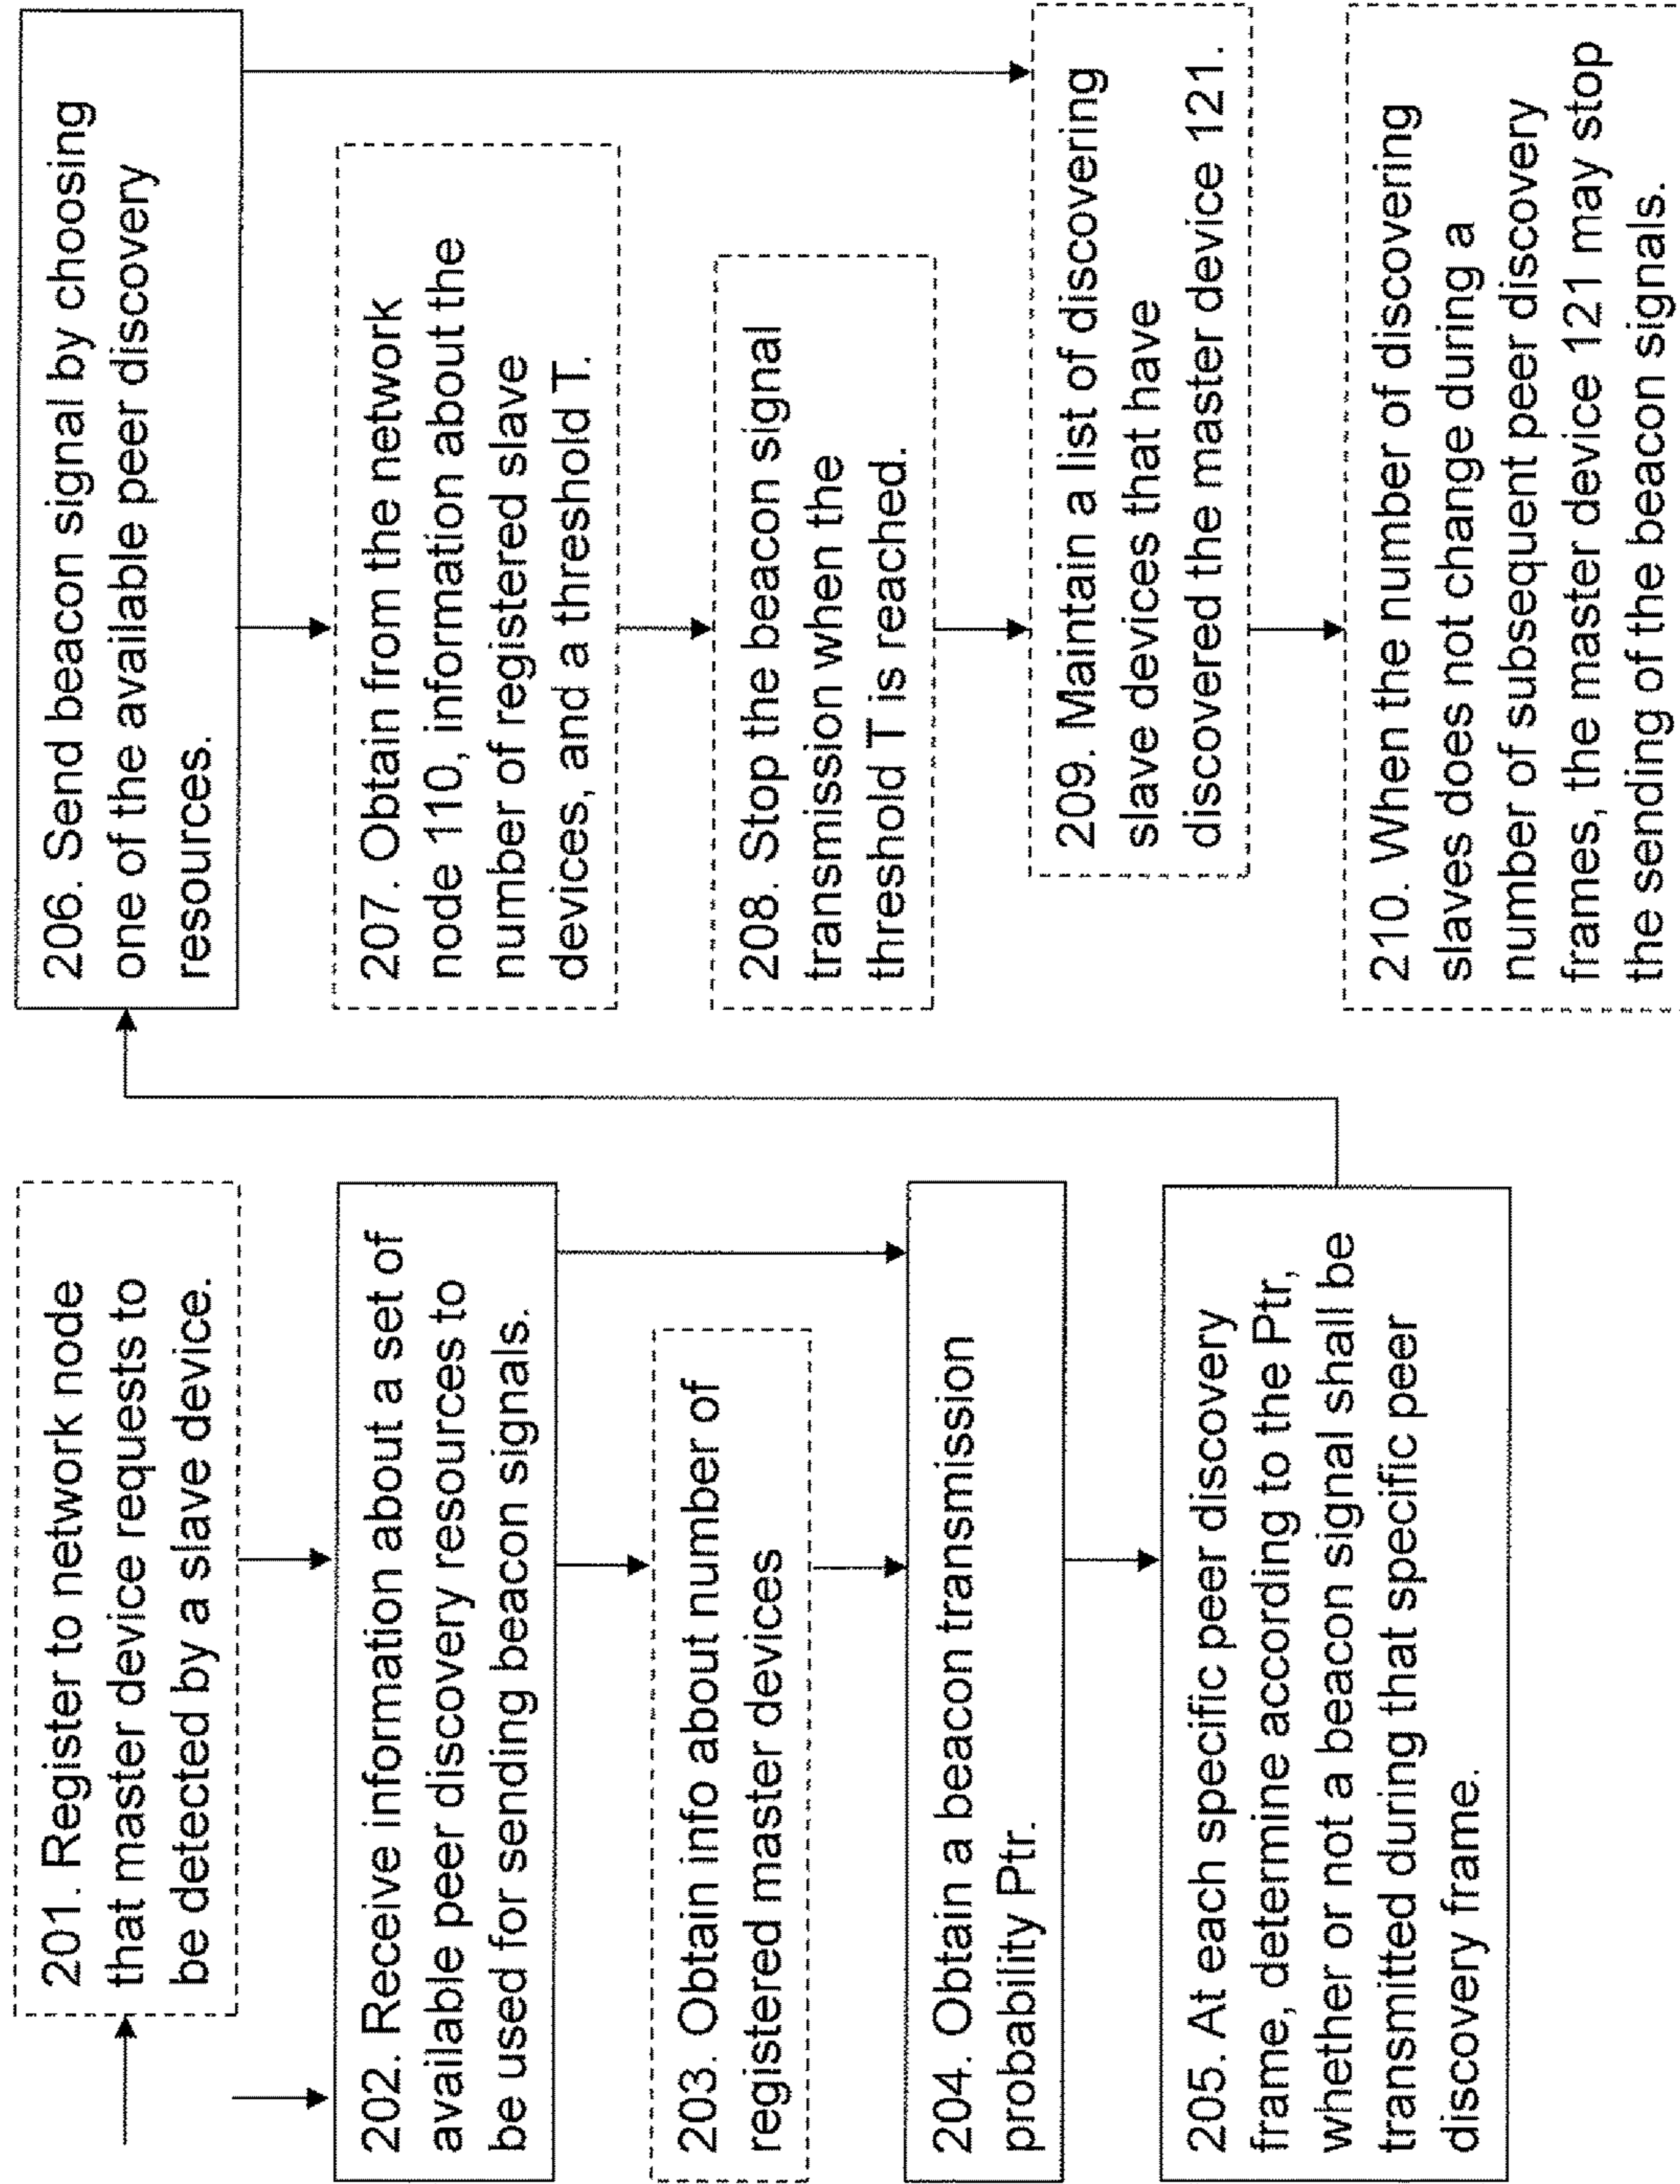 201. Register to network node
that master device requests to
be detected by a slave device.
202. Receive information about a set of
available peer discovery resources to
be used for sending beacon signals.
203. Obtain info about number of
registered master devices
204. Obtain a beacon transmission
probability Ptr.
205. At each specific peer discovery
frame, determine according to the Ptr,
whether or not a beacon signal shall be
transmitted during that specific peer
discovery frame.
206. Send beacon signal by choosing
one of the available peer discovery
resources.
207. Obtain from the network
node 110, information about the
number of registered slave
devices, and a threshold T.
208. Stop the beacon signal
transmission when the
threshold T is reached.
209. Maintain a list of discovering
slave devices that have
discovered the master device 121.
210. When the number of discovering
slaves does not change during a
number of subsequent peer discovery
frames, the master device 121 may stop
the sending of the beacon signals.